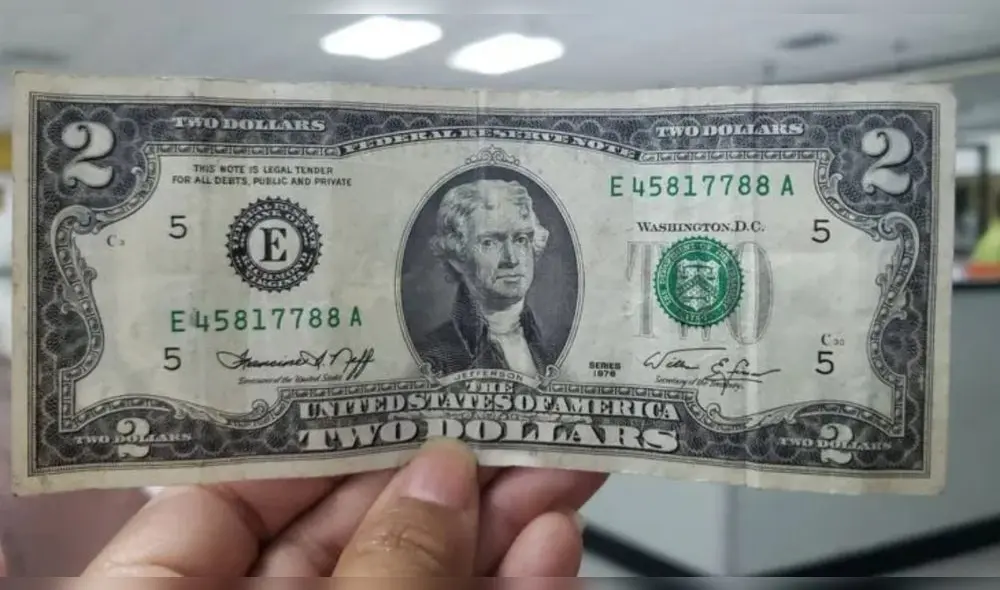 TWO DOLLARS
TWO DOLLARS
2
FEDERAL RESERVE NOTE
2
THIS NOTE IS LEGAL TENDER
FOR ALL DEBTS, PUBLIC AND PRIVATE
E 45817788 A
5
WASHINGTON, D.C.
5
E
TWO
E 45817788 A
5
5
SERIES
1976
JEFFERSON
THE
UNITED STATES OF AMERICA
TWO DOLLARS
TWO DOLLARS
2
TWO DOLLARS
2